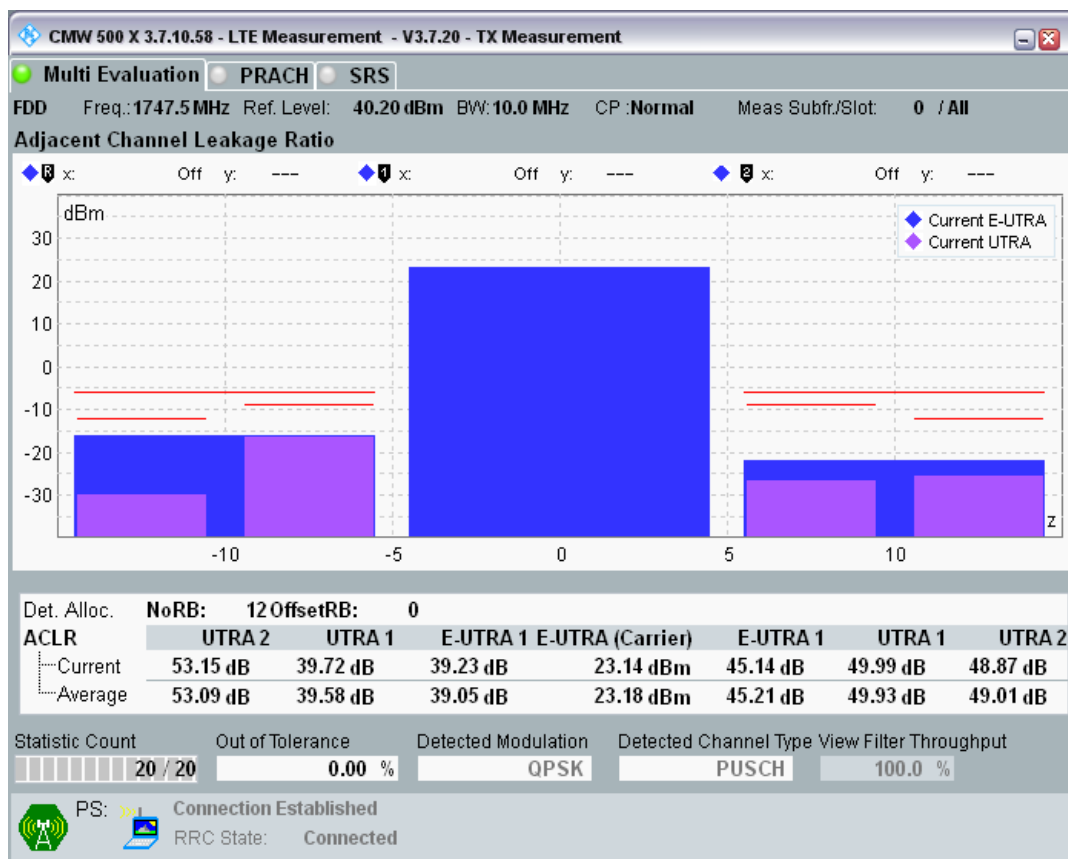 CMW 500 X 3.7.10.58 - LTE Measurement - V3.7.20 - TX Measurement
Multi Evaluation PRACH SRS
FDD Freq.: 1747.5 MHz Ref. Level: 40.20 dBm BW: 10.0 MHz CP :Normal Meas Subfr./Slot: 0 / All
Adjacent Channel Leakage Ratio
R x: Off y: --- 1 x: Off y: --- 2 x: Off y: ---
dBm
Current E-UTRA
Current UTRA
30
20
10
0
-10
-20
-30
z
-10 -5 0 5 10
Det. Alloc. NoRB: 12 OffsetRB: 0
ACLR UTRA 2 UTRA 1 E-UTRA 1 E-UTRA (Carrier) E-UTRA 1 UTRA 1 UTRA 2
Current 53.15 dB 39.72 dB 39.23 dB 23.14 dBm 45.14 dB 49.99 dB 48.87 dB
Average 53.09 dB 39.58 dB 39.05 dB 23.18 dBm 45.21 dB 49.93 dB 49.01 dB
Statistic Count Out of Tolerance Detected Modulation Detected Channel Type View Filter Throughput
20 / 20 0.00 % QPSK PUSCH 100.0 %
PS: Connection Established
RRC State: Connected